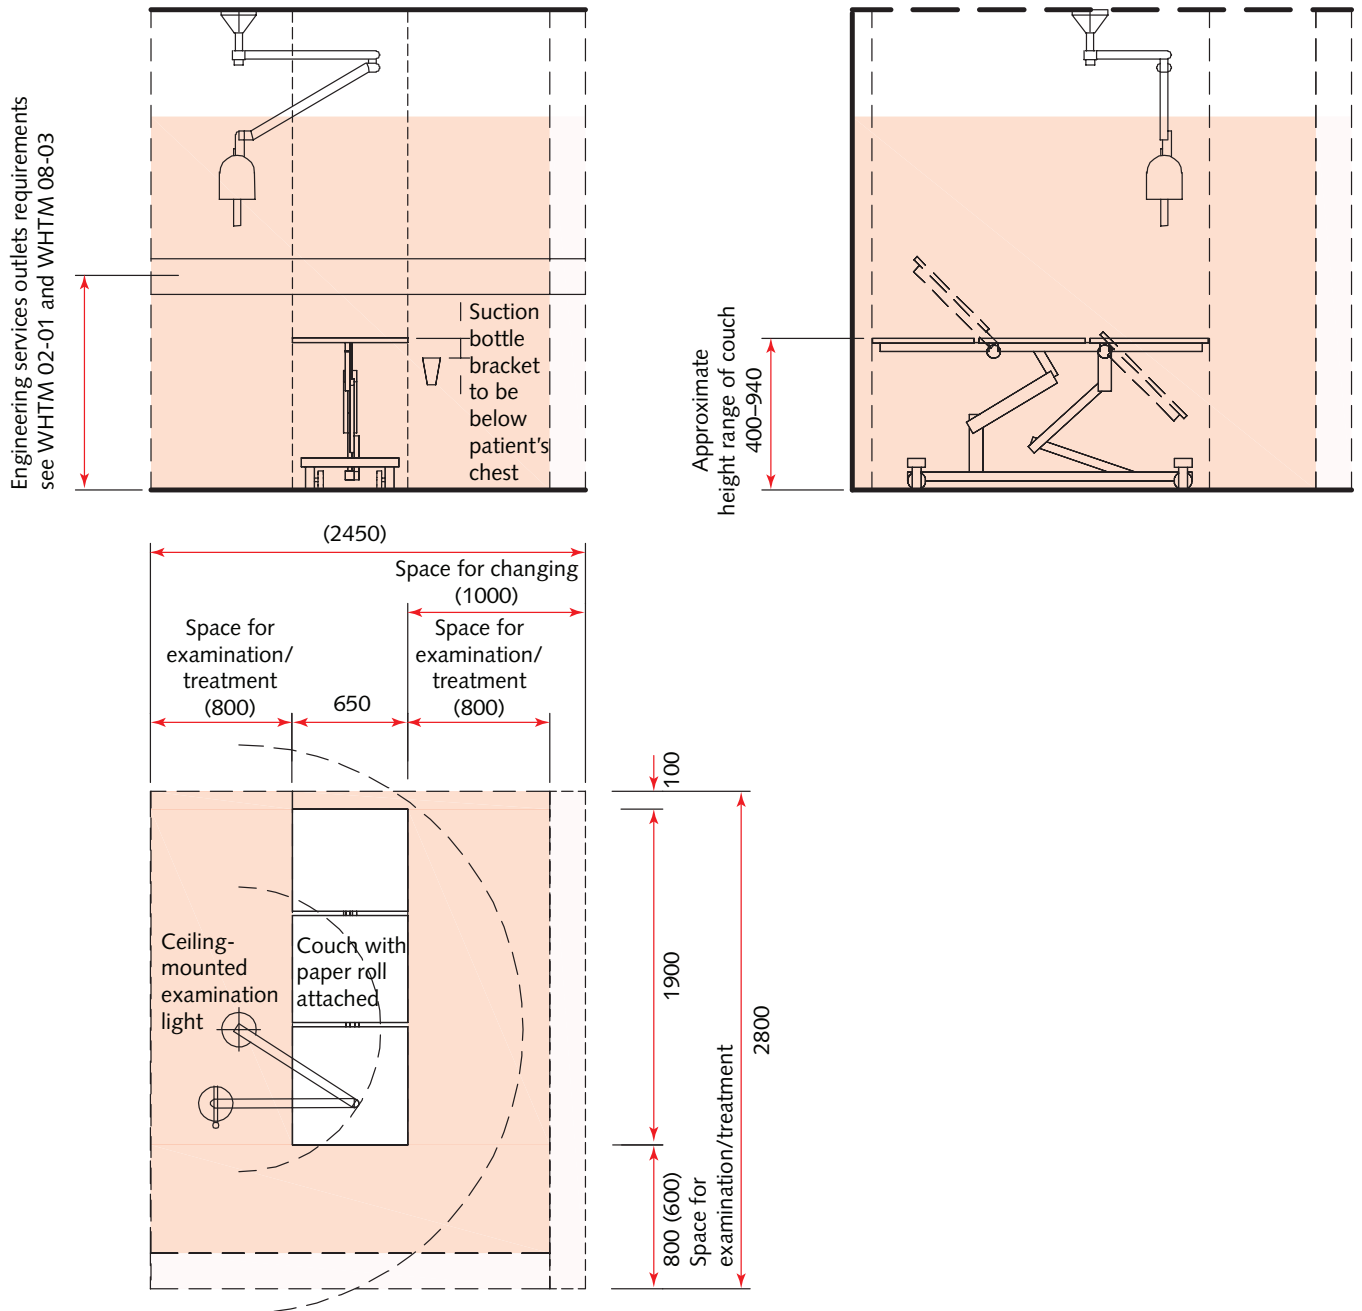 Engineering services outlets requirements
see WHTM 02-01 and WHTM 08-03
Suction
bottle
bracket
to be
below
patient's
chest
Approximate
height range of couch
400–940
(2450)
Space for changing
(1000)
Space for
examination/
treatment
(800)
650
Space for
examination/
treatment
(800)
100
Ceiling-
mounted
examination
light
Couch with
paper roll
attached
1900
2800
800 (600)
Space for
examination/treatment